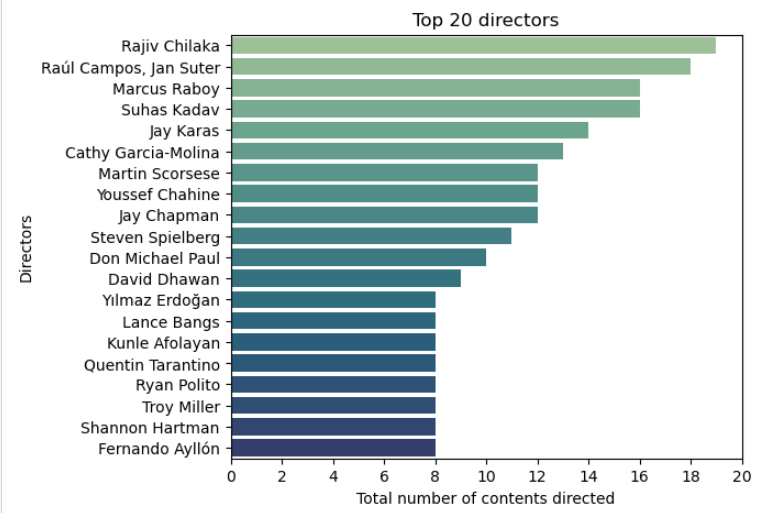 Top 20 directors
Rajiv Chilaka
Raúl Campos, Jan Suter
Marcus Raboy
Suhas Kadav
Jay Karas
Cathy Garcia-Molina
Martin Scorsese
Youssef Chahine
Jay Chapman
Steven Spielberg
Don Michael Paul
David Dhawan
Yılmaz Erdoğan
Lance Bangs
Kunle Afolayan
Quentin Tarantino
Ryan Polito
Troy Miller
Shannon Hartman
Fernando Ayllón
Directors
0 2 4 6 8 10 12 14 16 18 20
Total number of contents directed